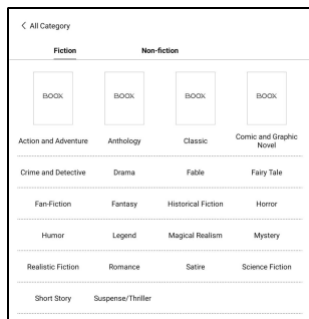 < All Category
Fiction Non-fiction
BOOX BOOX BOOX BOOX
Action and Adventure Anthology Classic Comic and Graphic
Novel
Crime and Detective Drama Fable Fairy Tale
Fan-Fiction Fantasy Historical Fiction Horror
Humor Legend Magical Realism Mystery
Realistic Fiction Romance Satire Science Fiction
Short Story Suspense/Thriller